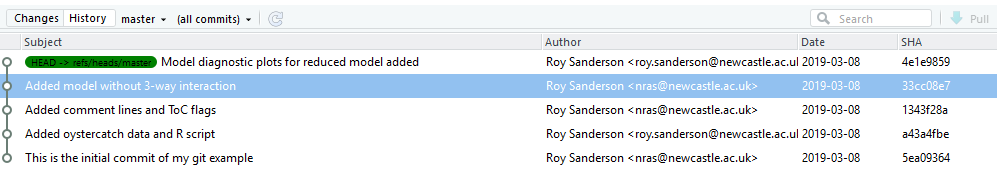 Changes History master (all commits) Search Pull
Subject Author Date SHA
HEAD -> refs/heads/master Model diagnostic plots for reduced model added Roy Sanderson <roy.sanderson@newcastle.ac.ul 2019-03-08 4e1e9859
Added model without 3-way interaction Roy Sanderson <nras@newcastle.ac.uk> 2019-03-08 33cc08e7
Added comment lines and ToC flags Roy Sanderson <nras@newcastle.ac.uk> 2019-03-08 1343f28a
Added oystercatch data and R script Roy Sanderson <roy.sanderson@newcastle.ac.ul 2019-03-08 a43a4fbe
This is the initial commit of my git example Roy Sanderson <nras@newcastle.ac.uk> 2019-03-08 5ea09364